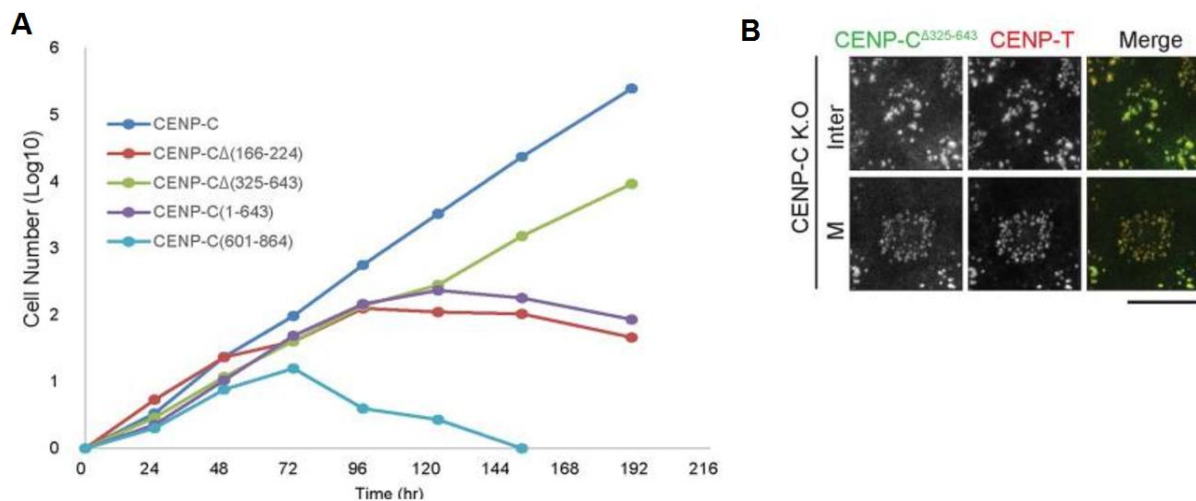 A
6
5
4
3
2
1
0
Cell Number (Log10)
CENP-C
CENP-CΔ(166-224)
CENP-CΔ(325-643)
CENP-C(1-643)
CENP-C(601-864)
0 24 48 72 96 120 144 168 192 216
Time (hr)
B
CENP-CΔ325-643 CENP-T Merge
CENP-C K.O
Inter
M